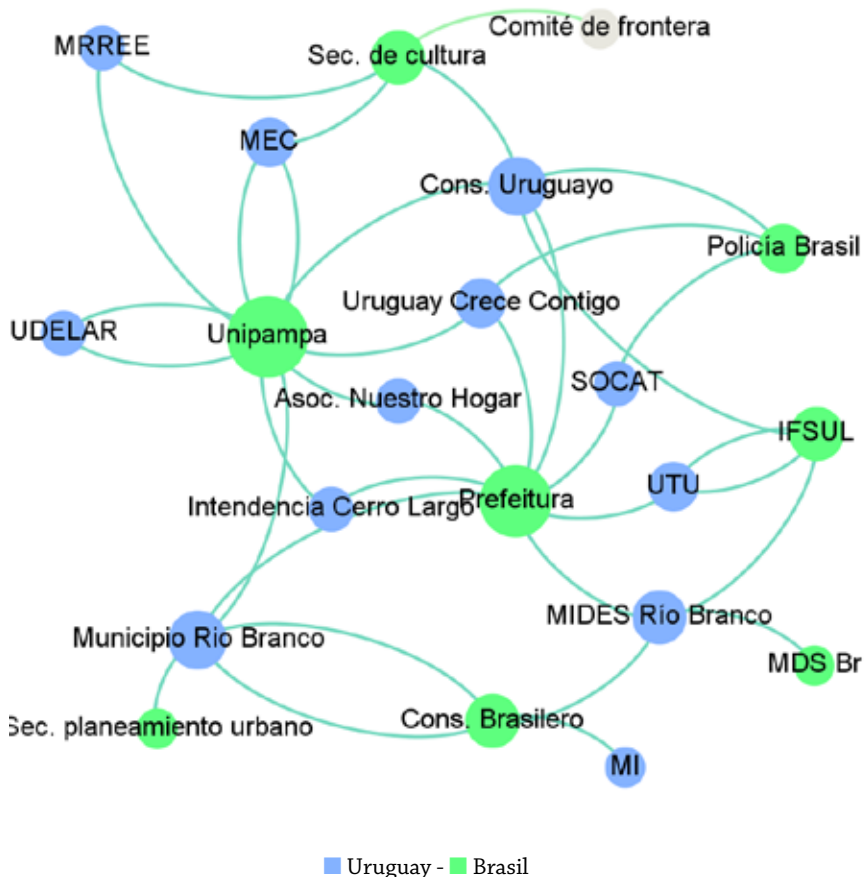 Comité de frontera
MRREE
Sec. de cultura
MEC
Cons. Uruguayo
Policía Brasil
Uruguay Crece Contigo
UDELAR
Unipampa
SOCAT
Asoc. Nuestro Hogar
IFSUL
UTU
Intendencia Cerro Largo
Prefeitura
MIDES Río Branco
Municipio Rio Branco
MDS Br
Cons. Brasilero
Sec. planeamiento urbano
MI
Uruguay - Brasil